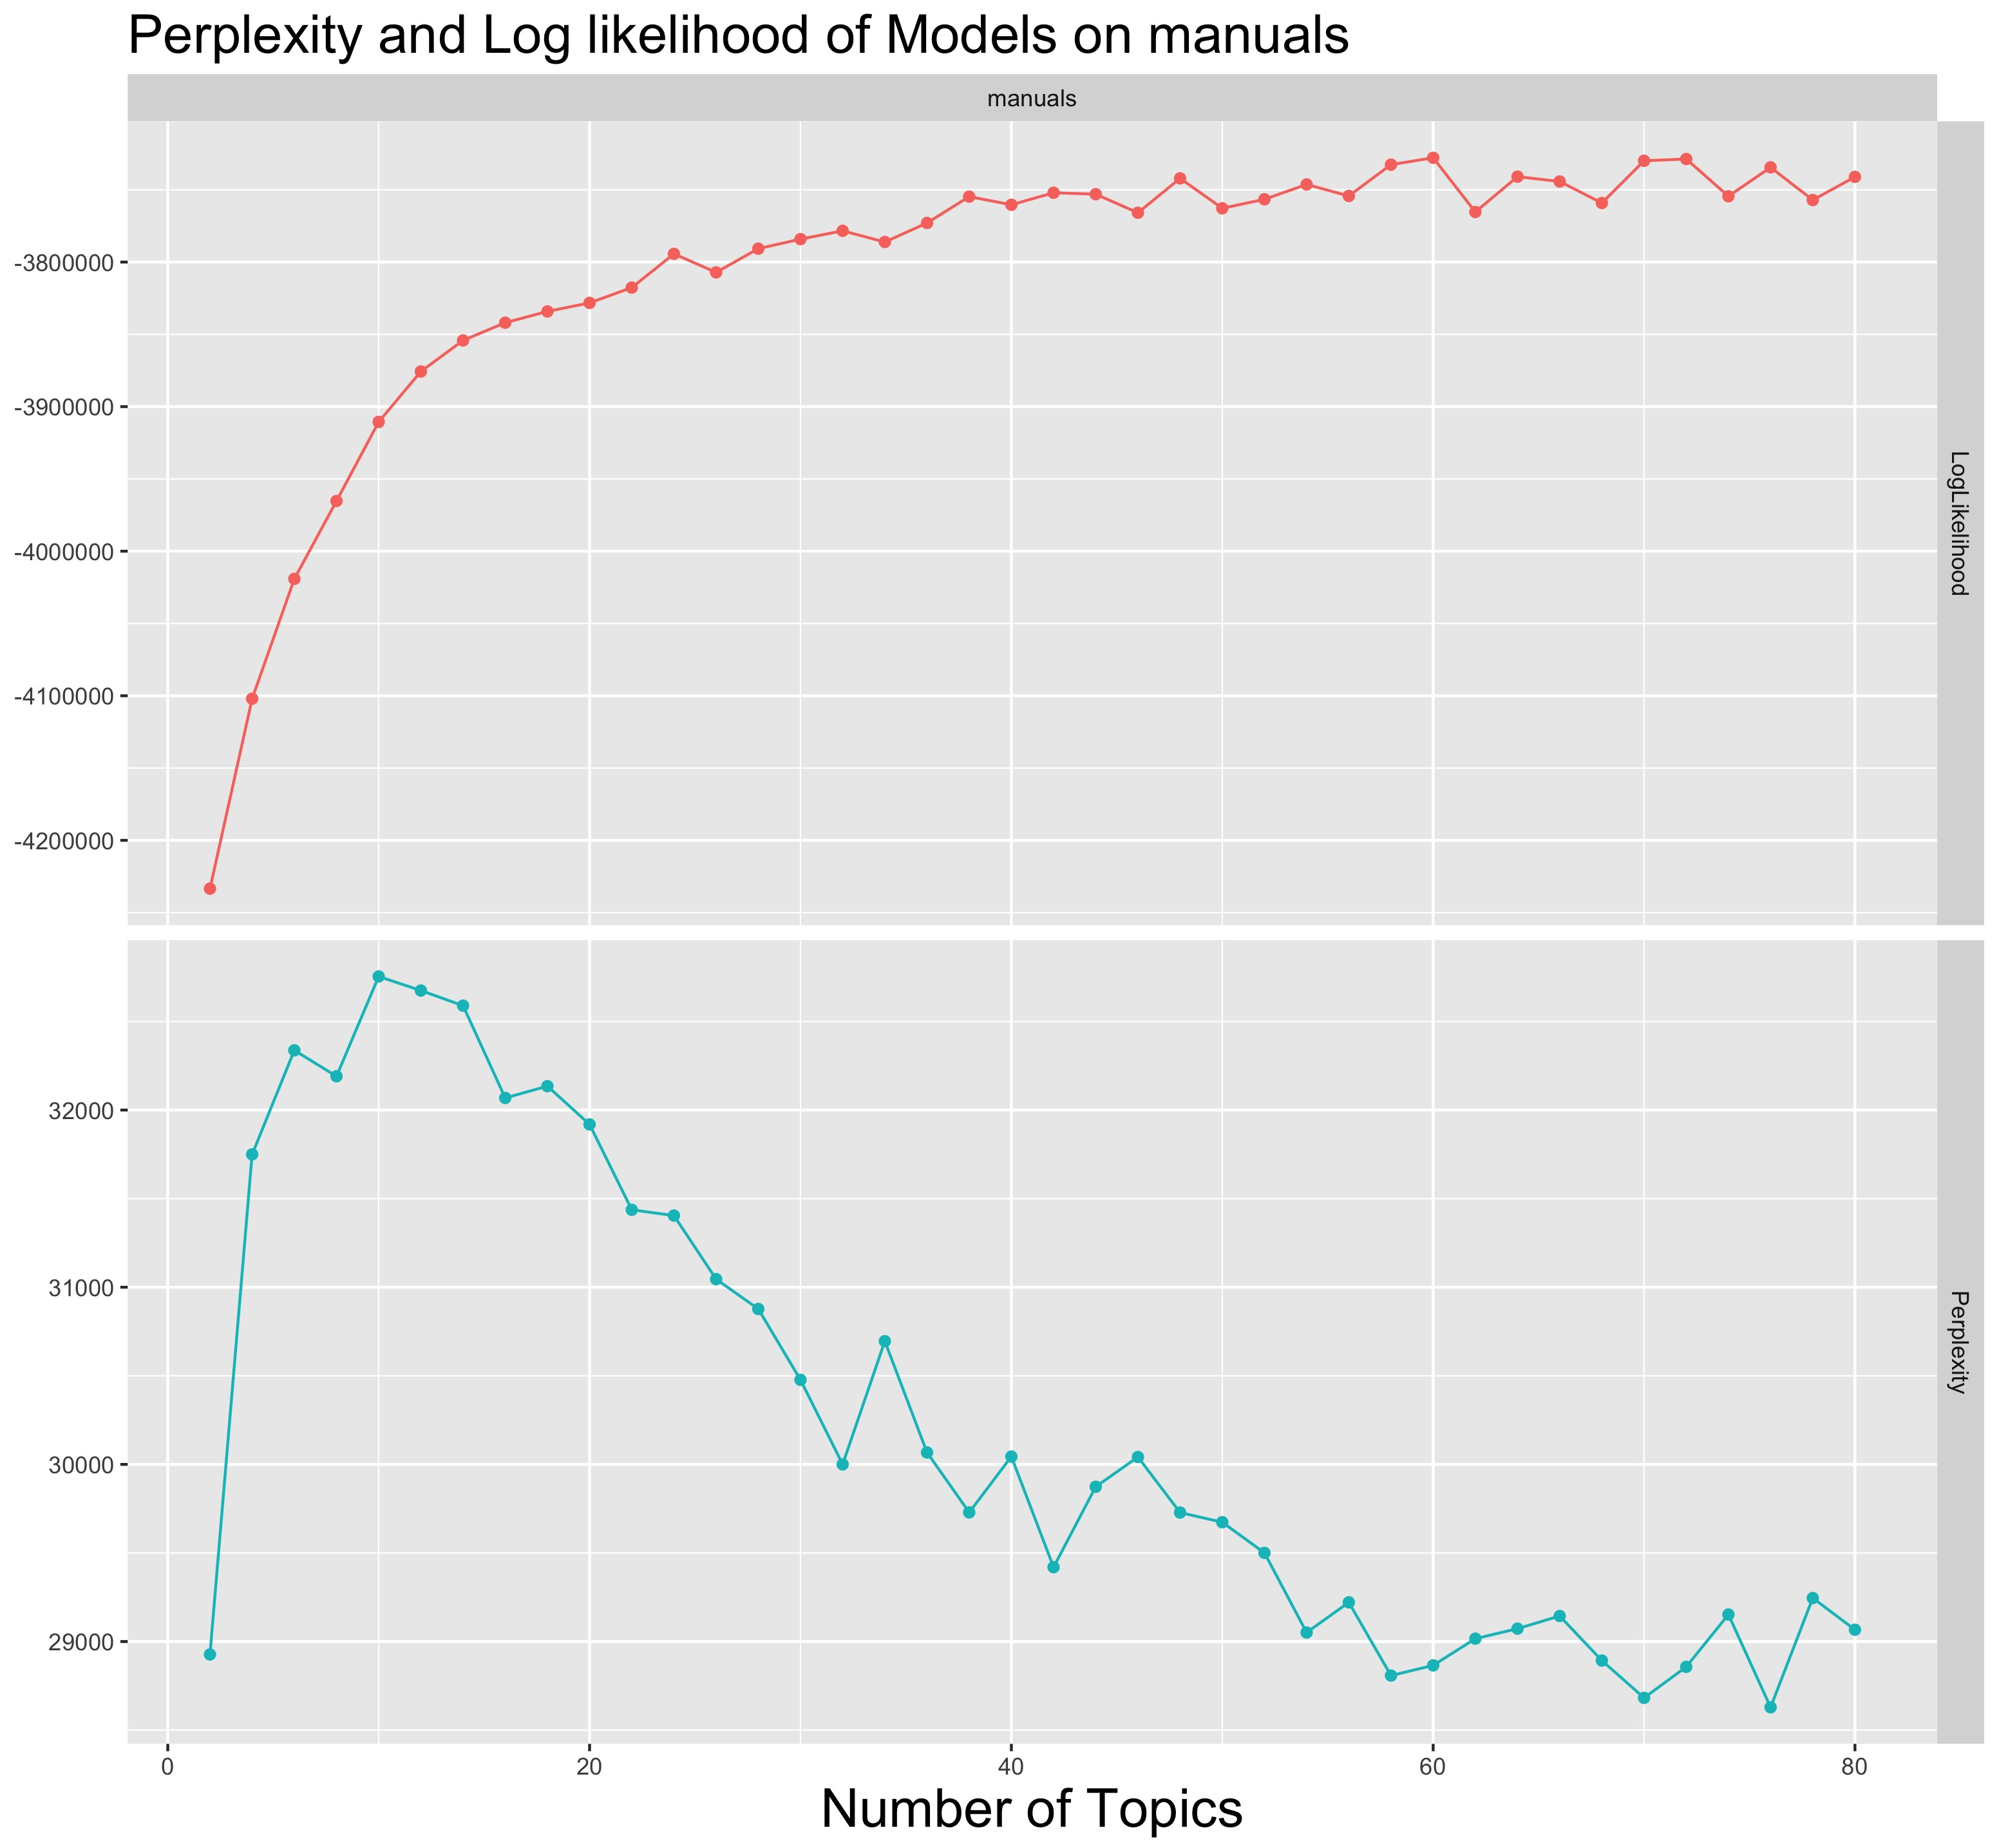 Perplexity and Log likelihood of Models on manuals
manuals
-3800000
-3900000
-4000000
-4100000
-4200000
LogLikelihood
32000
31000
30000
29000
Perplexity
0 20 40 60 80
Number of Topics